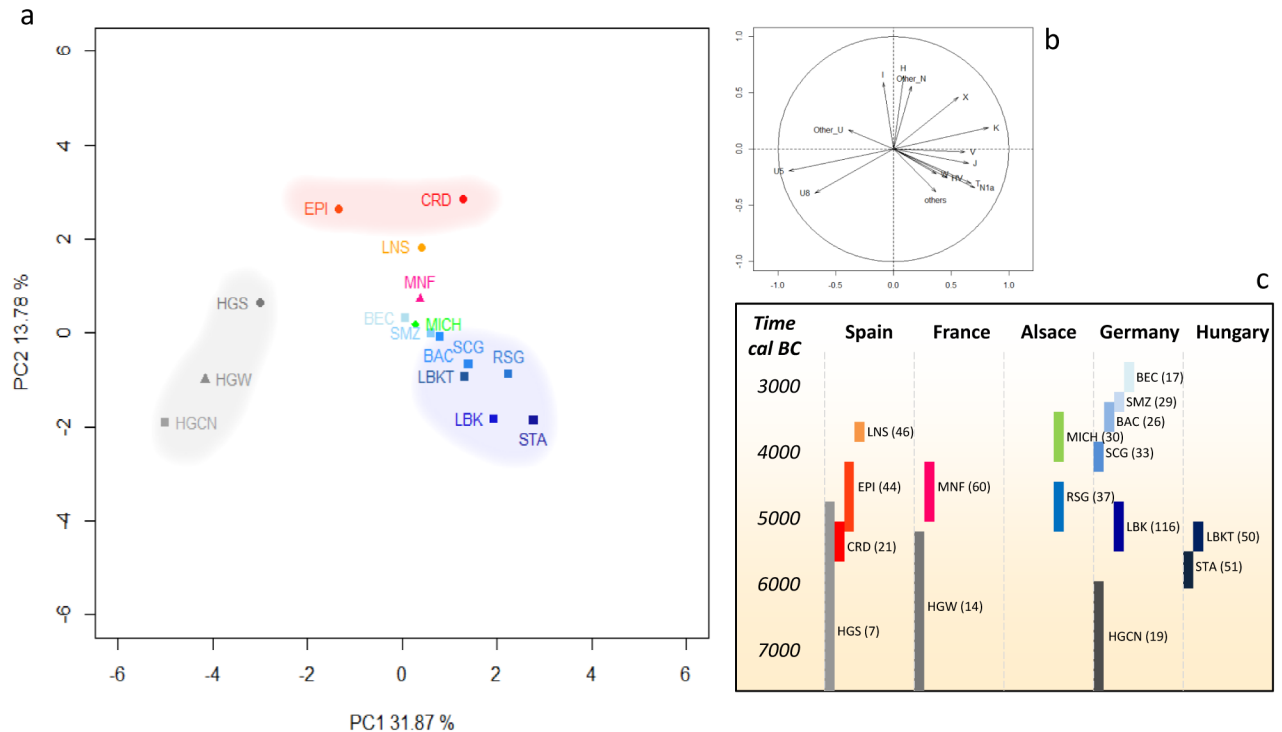 a
6
4
2
0
-2
-4
-6
PC2 13.78 %
CRD
EPI
LNS
MNF
HGS
BEC
MICH
SMZ
BAC
SCG
RSG
LBKT
HGW
HGCN
LBK
STA
-6
-4
-2
0
2
4
6
PC1 31.87 %
b
1.0
0.5
0.0
-0.5
-1.0
H
I
Other_N
X
K
Other_U
V
J
U5
W
HV
T
N1a
U8
others
-1.0
-0.5
0.0
0.5
1.0
c
Time
cal BC
Spain
France
Alsace
Germany
Hungary
3000
4000
5000
6000
7000
BEC (17)
SMZ (29)
BAC (26)
LNS (46)
MICH (30)
SCG (33)
EPI (44)
MNF (60)
RSG (37)
LBK (116)
LBKT (50)
CRD (21)
STA (51)
HGW (14)
HGS (7)
HGCN (19)